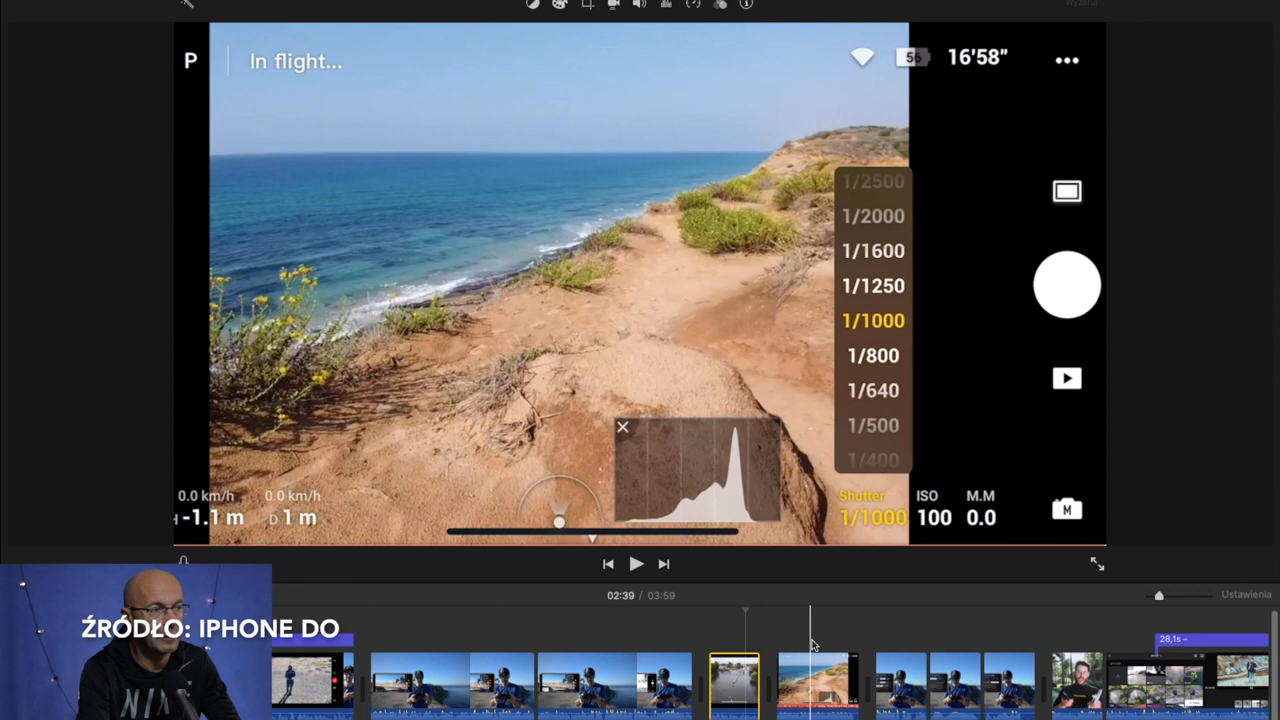 Wyzeruj
P
In flight...
56
16'58"
1/2500
1/2000
1/1600
1/1250
1/1000
1/800
1/640
1/500
1/400
0.0 km/h
0.0 km/h
H -1.1 m
D 1 m
Shutter
1/1000
ISO
100
M.M
0.0
M
02:39 / 03:59
Ustawienia
ŹRÓDŁO: IPHONE DO
28,1s –